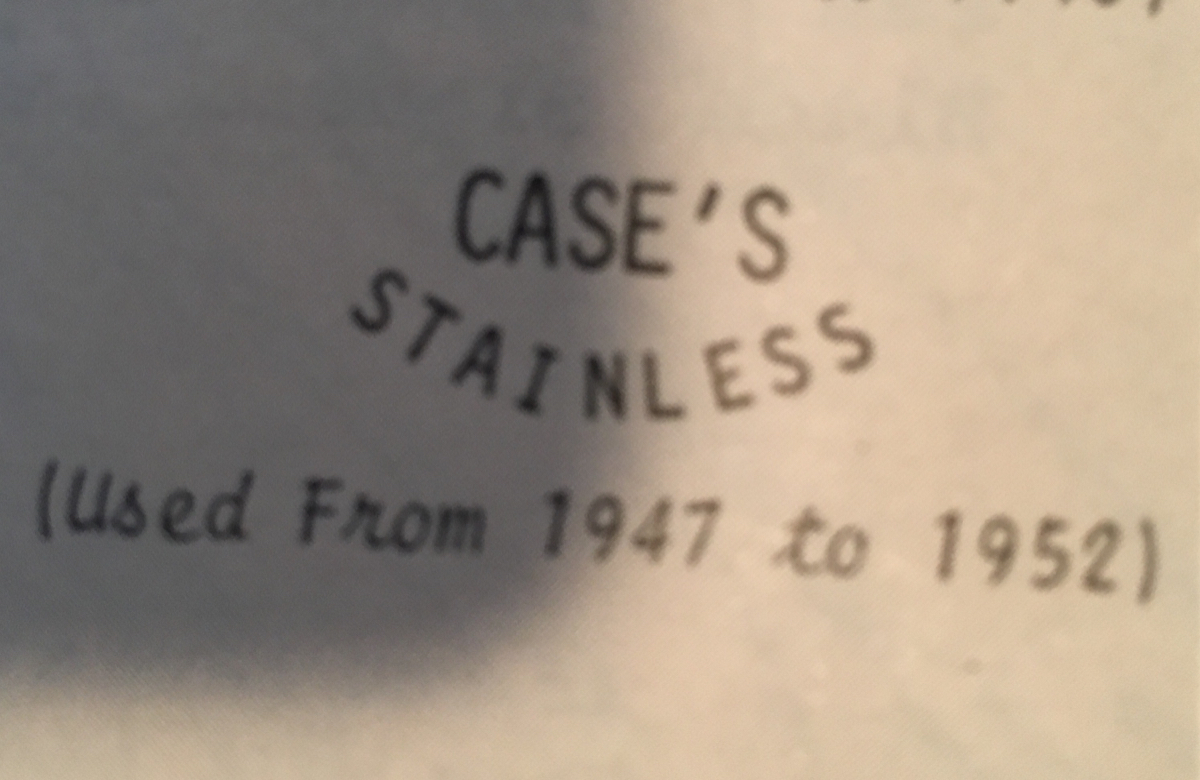 CASE'S
STAINLESS
(Used From 1947 to 1952)